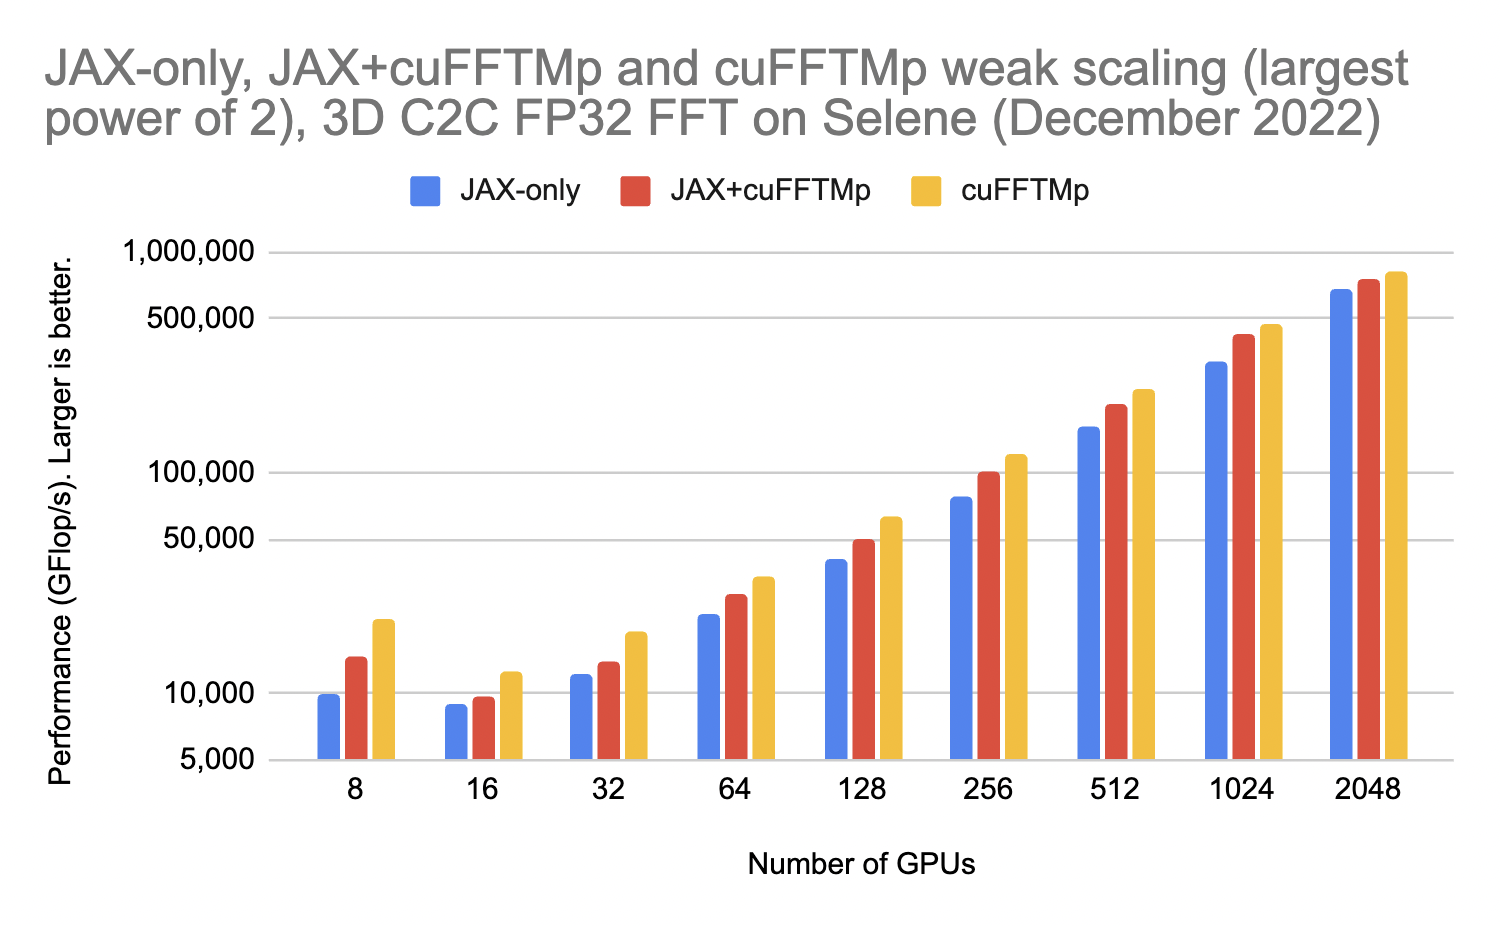 JAX-only, JAX+cuFFTMp and cuFFTMp weak scaling (largest
power of 2), 3D C2C FP32 FFT on Selene (December 2022)
JAX-only JAX+cuFFTMp cuFFTMp
Performance (GFlop/s). Larger is better.
1,000,000
500,000
100,000
50,000
10,000
5,000
8 16 32 64 128 256 512 1024 2048
Number of GPUs